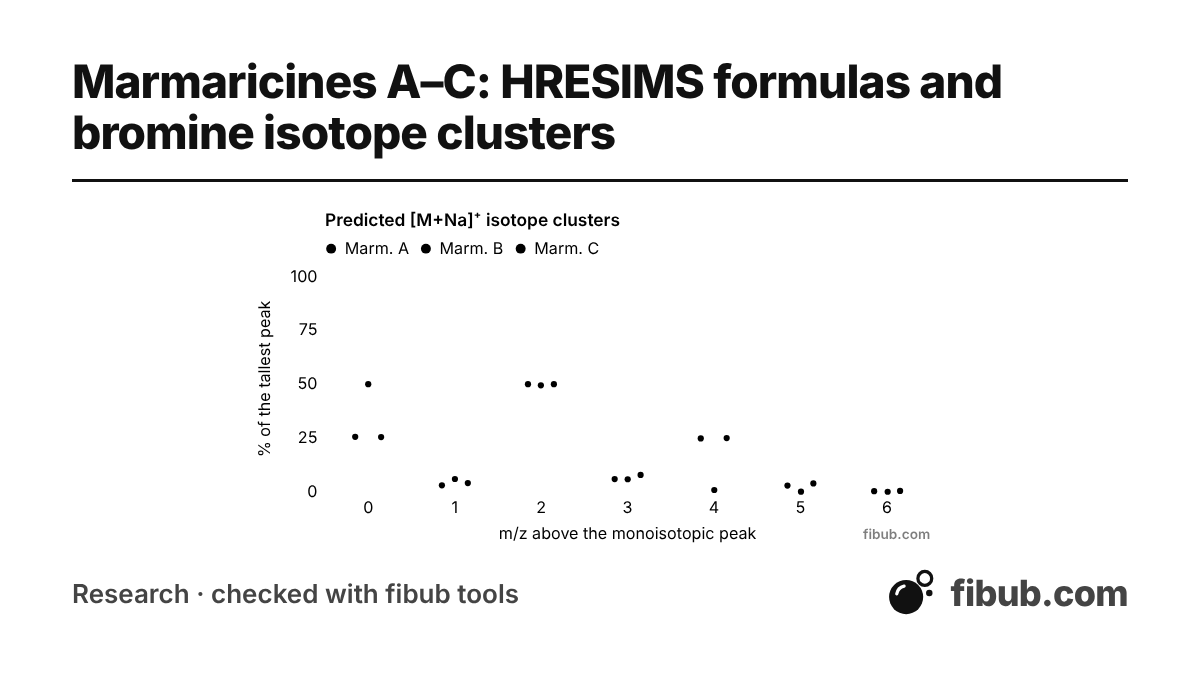 Marmaricines A–C: HRESIMS formulas and
bromine isotope clusters
Predicted [M+Na]⁺ isotope clusters
Marm. A Marm. B Marm. C
% of the tallest peak
100
75
50
25
0
0 1 2 3 4 5 6
m/z above the monoisotopic peak
fibub.com
Research · checked with fibub tools
fibub.com